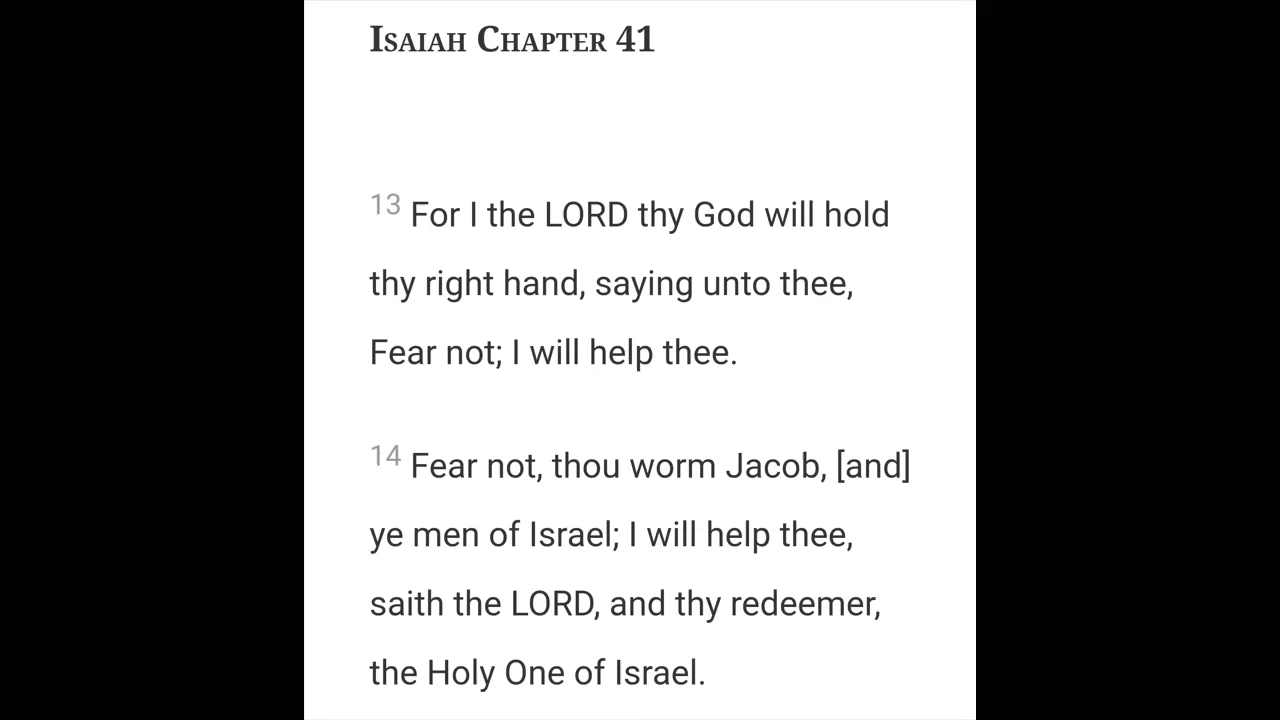 Isaiah Chapter 41
13 For I the LORD thy God will hold
thy right hand, saying unto thee,
Fear not; I will help thee.
14 Fear not, thou worm Jacob, [and]
ye men of Israel; I will help thee,
saith the LORD, and thy redeemer,
the Holy One of Israel.